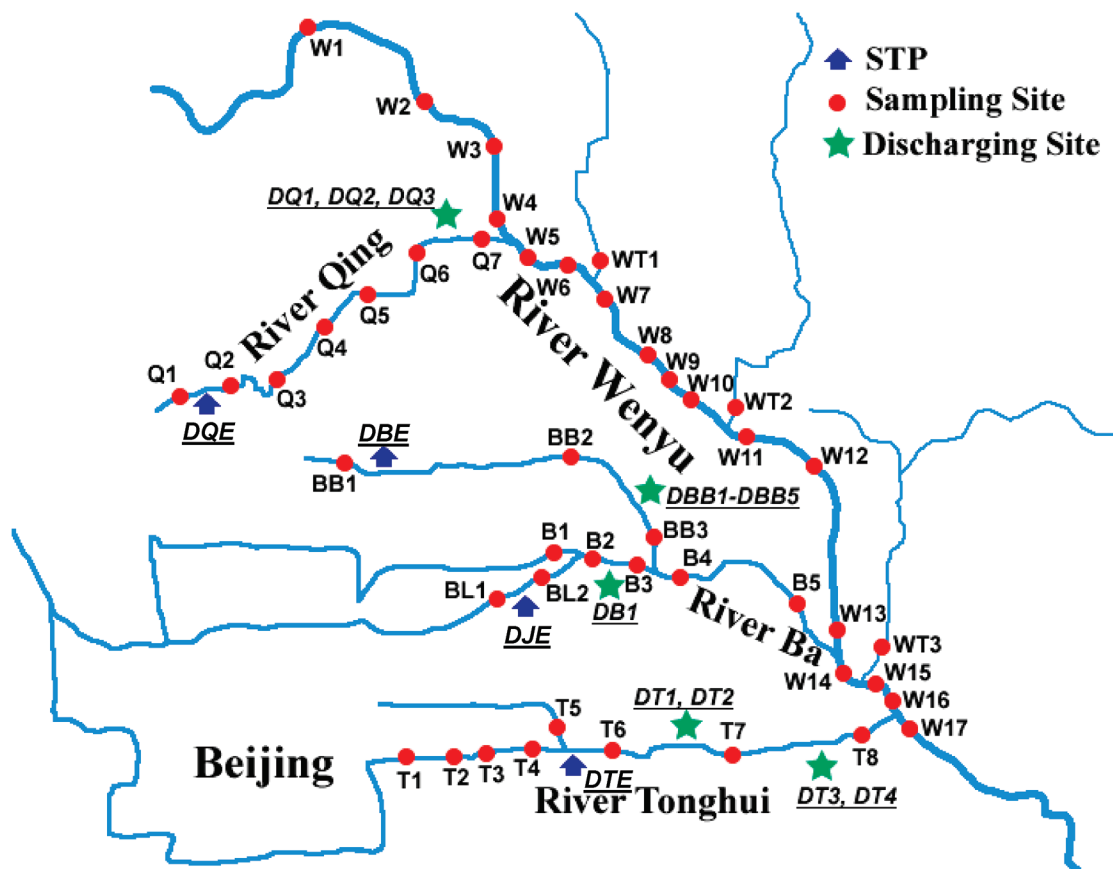 W1
STP
W2
Sampling Site
W3
Discharging Site
DQ1, DQ2, DQ3
W4
W5
Q7
WT1
Q6
W6
River Qing
W7
Q5
River Wenyu
Q4
W8
W9
Q1
Q2
W10
Q3
WT2
DQE
DBE
W11
BB2
W12
BB1
DBB1-DBB5
B1
B2
BB3
B4
BL1
BL2
B3
B5
DB1
DJE
River Ba
W13
WT3
W14
W15
DT1, DT2
W16
T5
W17
Beijing
T6
T7
T8
T1
T2
T3
T4
DTE
River Tonghui
DT3, DT4